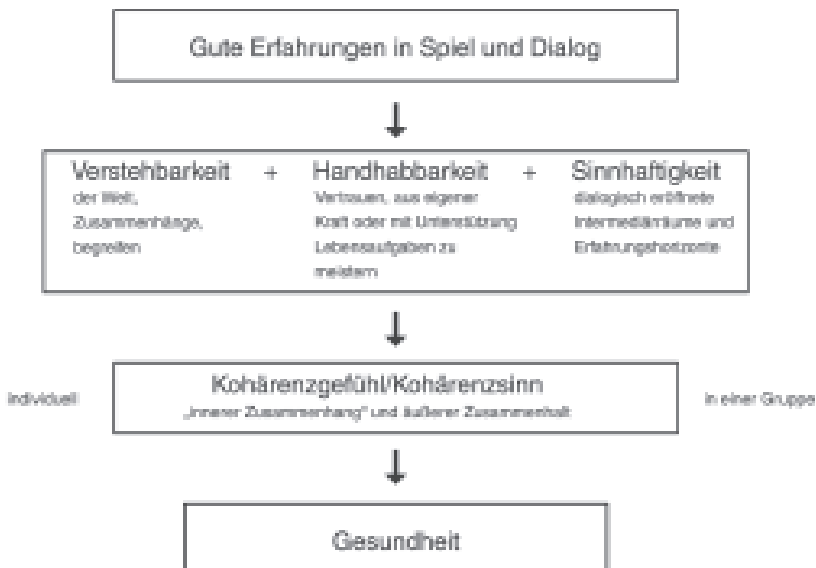 Gute Erfahrungen in Spiel und Dialog
Verstehbarkeit + Handhabbarkeit + Sinnhaftigkeit
der Welt,
Zusammenhänge,
begreifen
Vertrauen, aus eigener
Kraft oder mit Unterstützung
Lebensaufgaben zu
meistern
dialogisch eröffnete
Intermediärräume und
Erfahrungshorizonte
individuell
Kohärenzgefühl/Kohärenzsinn
„innerer Zusammenhang" und äußerer Zusammenhalt
in einer Gruppe
Gesundheit